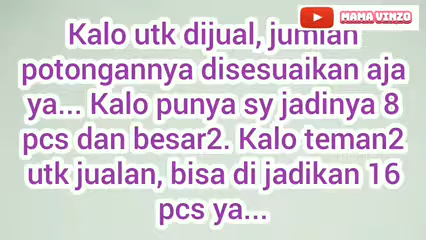 MAMA VINZO
Kalo utk dijual, jumlah
potongannya disesuaikan aja
ya... Kalo punya sy jadinya 8
pcs dan besar2. Kalo teman2
utk jualan, bisa di jadikan 16
pcs ya...